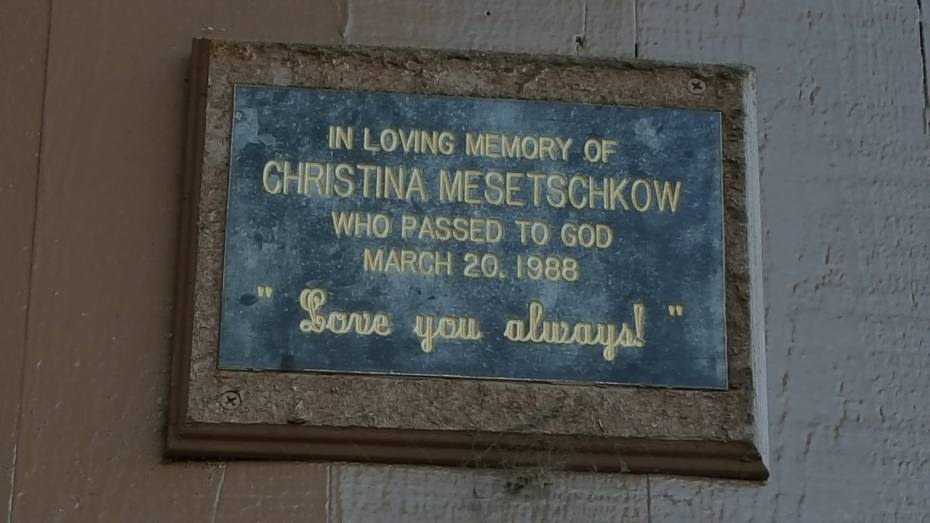 IN LOVING MEMORY OF
CHRISTINA MESETSCHKOW
WHO PASSED TO GOD
MARCH 20, 1988
" Love you always! "